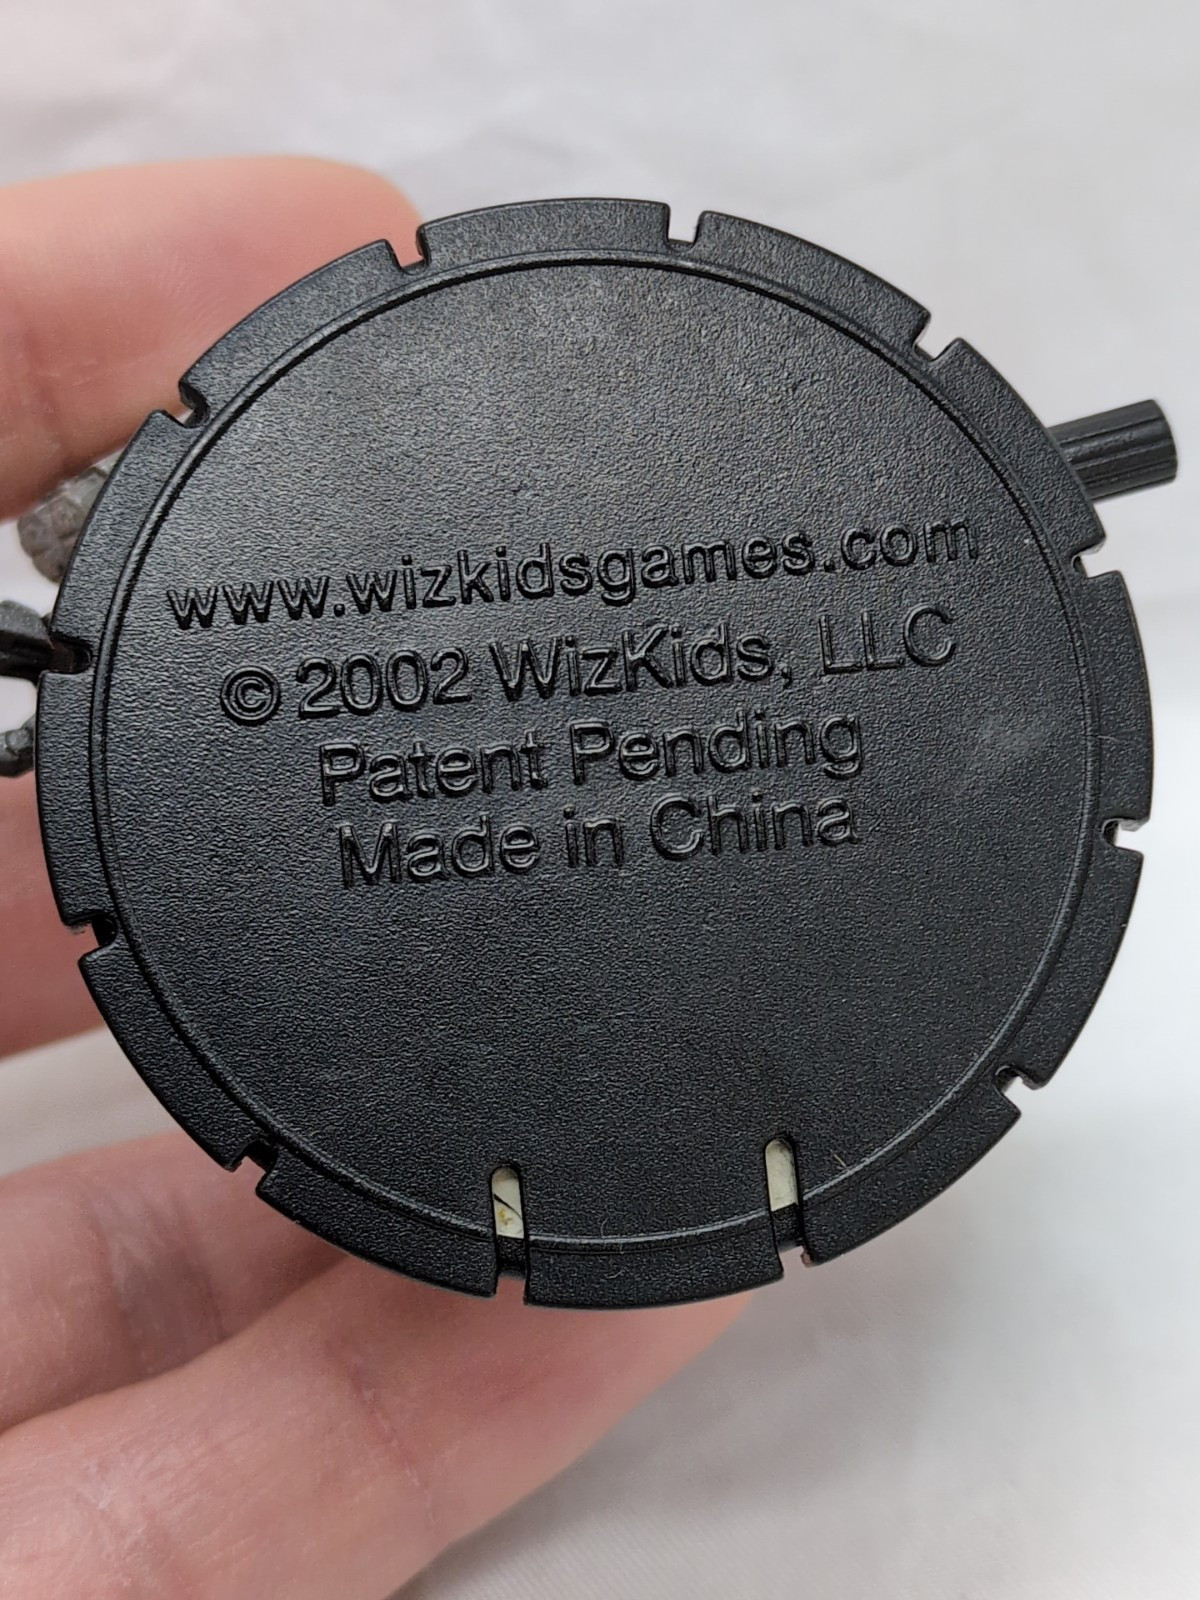 www.wizkidsgames.com
© 2002 WizKids, LLC
Patent Pending
Made in China